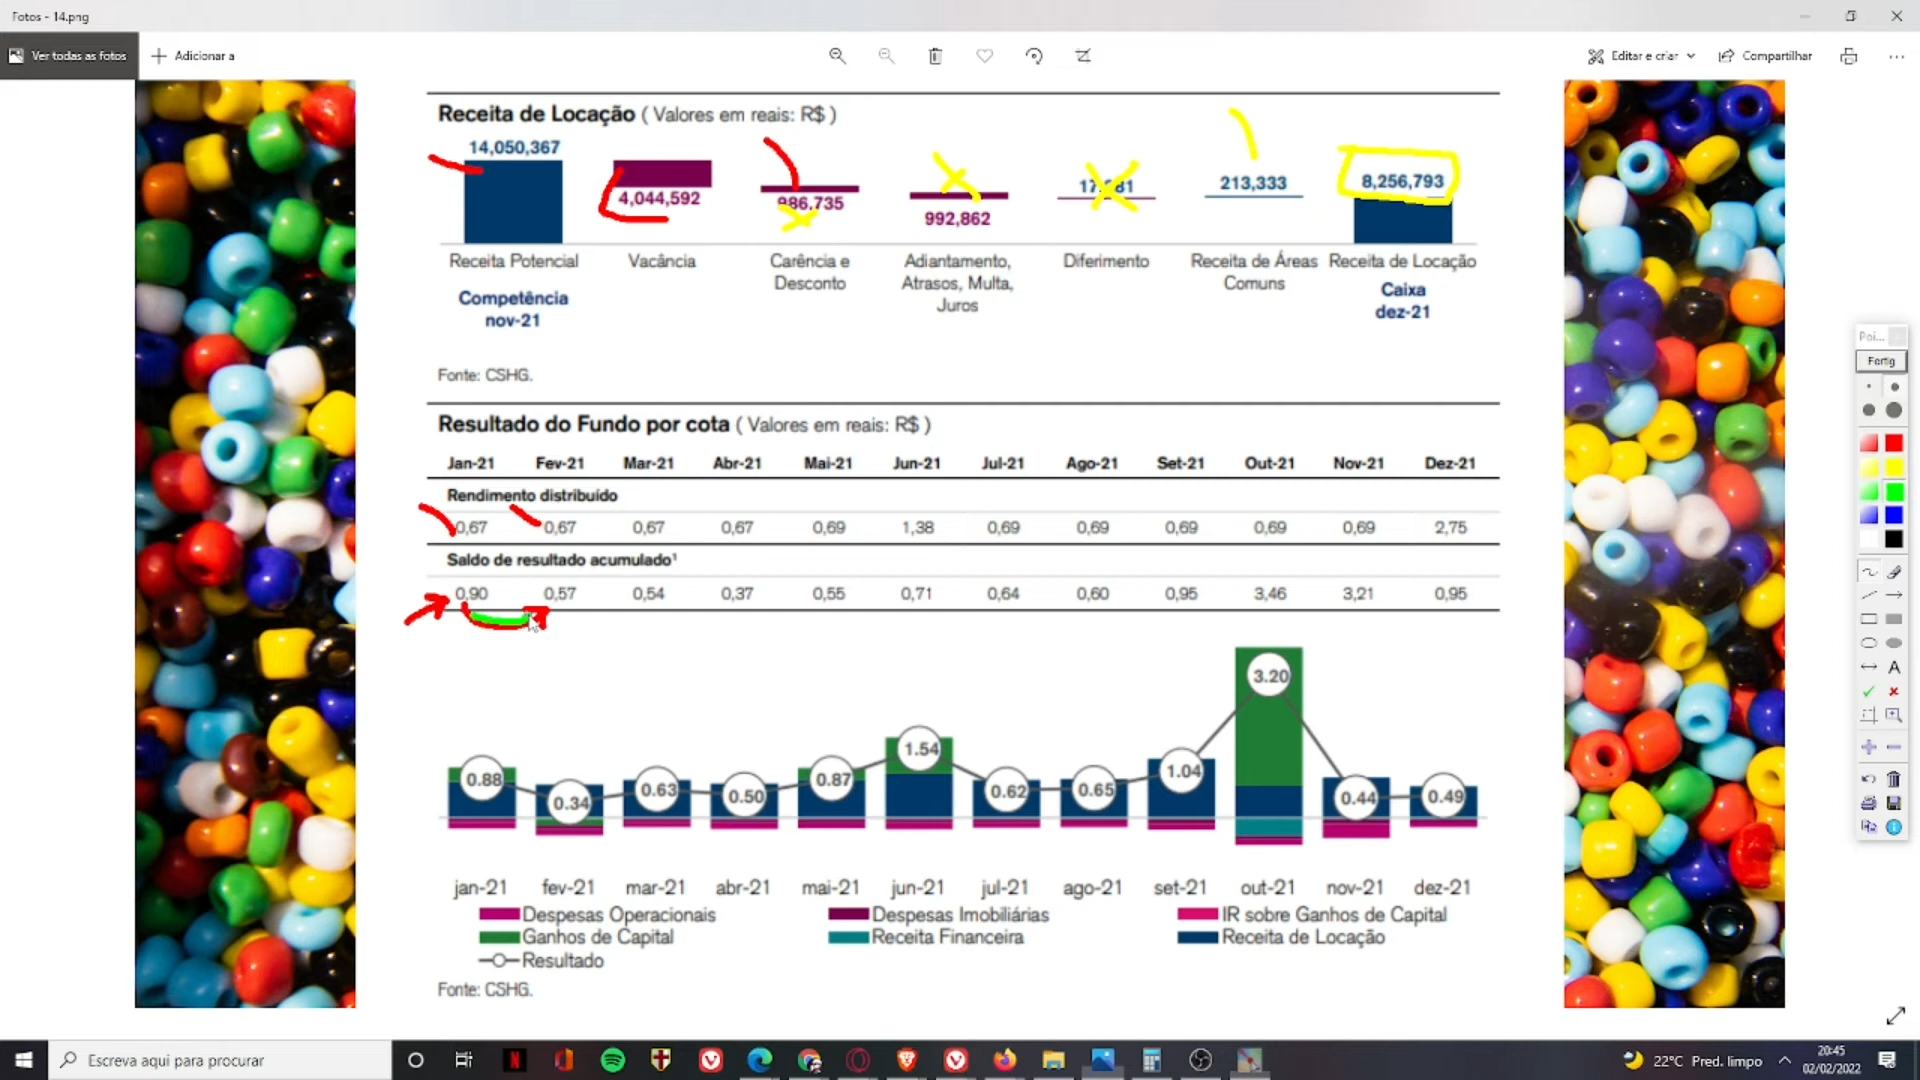 Fotos - 14.png
Ver todas as fotos
Adicionar a
Editar e criar
Compartilhar
Receita de Locação ( Valores em reais: R$ )
14,050,367
4,044,592
986,735
992,862
213,333
8,256,793
Receita Potencial
Vacância
Carência e
Desconto
Adiantamento,
Atrasos, Multa,
Juros
Diferimento
Receita de Áreas
Comuns
Receita de Locação
Competência
nov-21
Caixa
dez-21
Fonte: CSHG.
Resultado do Fundo por cota ( Valores em reais: R$ )
Jan-21 Fev-21 Mar-21 Abr-21 Mai-21 Jun-21 Jul-21 Ago-21 Set-21 Out-21 Nov-21 Dez-21
Rendimento distribuído
0,67 0,67 0,67 0,67 0,69 1,38 0,69 0,69 0,69 0,69 0,69 2,75
Saldo de resultado acumulado¹
0,90 0,57 0,54 0,37 0,55 0,71 0,64 0,60 0,95 3,46 3,21 0,95
0.88 0.34 0.63 0.50 0.87 1.54 0.62 0.65 1.04 3.20 0.44 0.49
jan-21 fev-21 mar-21 abr-21 mai-21 jun-21 jul-21 ago-21 set-21 out-21 nov-21 dez-21
Despesas Operacionais Despesas Imobiliárias IR sobre Ganhos de Capital
Ganhos de Capital Receita Financeira Receita de Locação
Resultado
Fonte: CSHG.
Poi...
Fertig
A
Escreva aqui para procurar
22°C Pred. limpo
20:45
02/02/2022